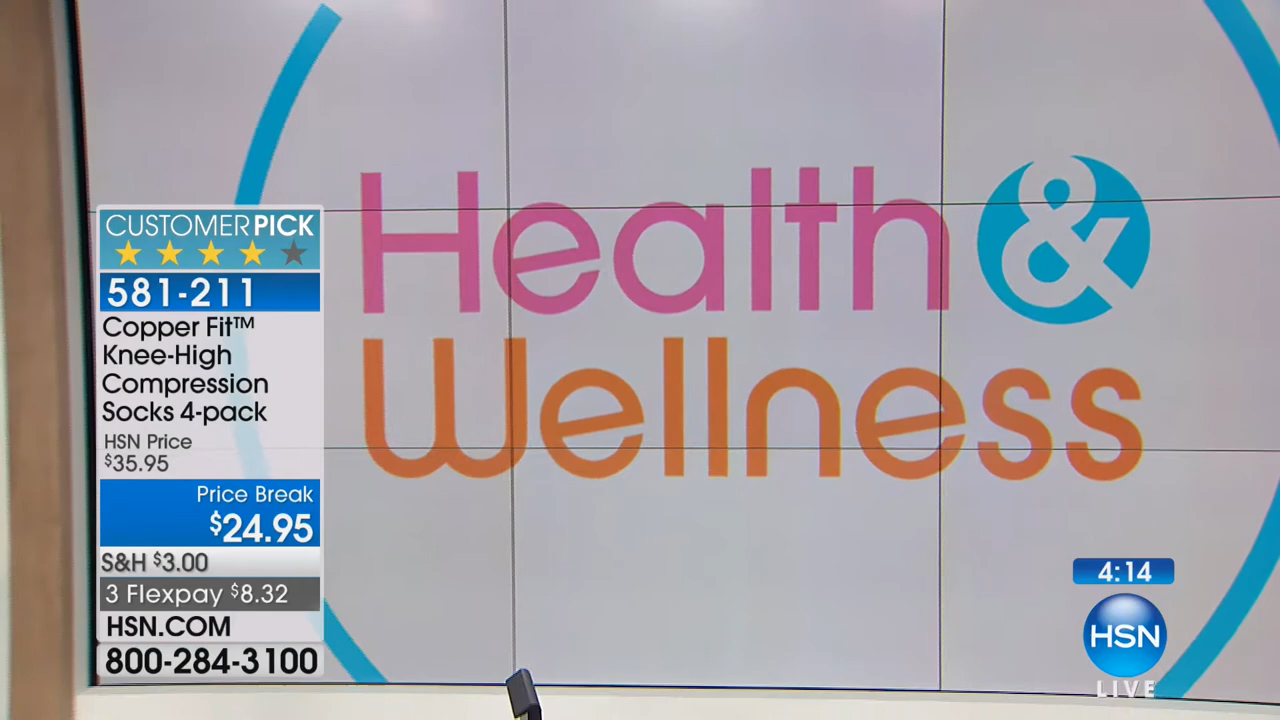 CUSTOMER PICK
581-211
Copper Fit™
Knee-High
Compression
Socks 4-pack
HSN Price
$35.95
Price Break
$24.95
S&H $3.00
3 Flexpay $8.32
HSN.COM
800-284-3100
Health &
Wellness
4:14
HSN
LIVE